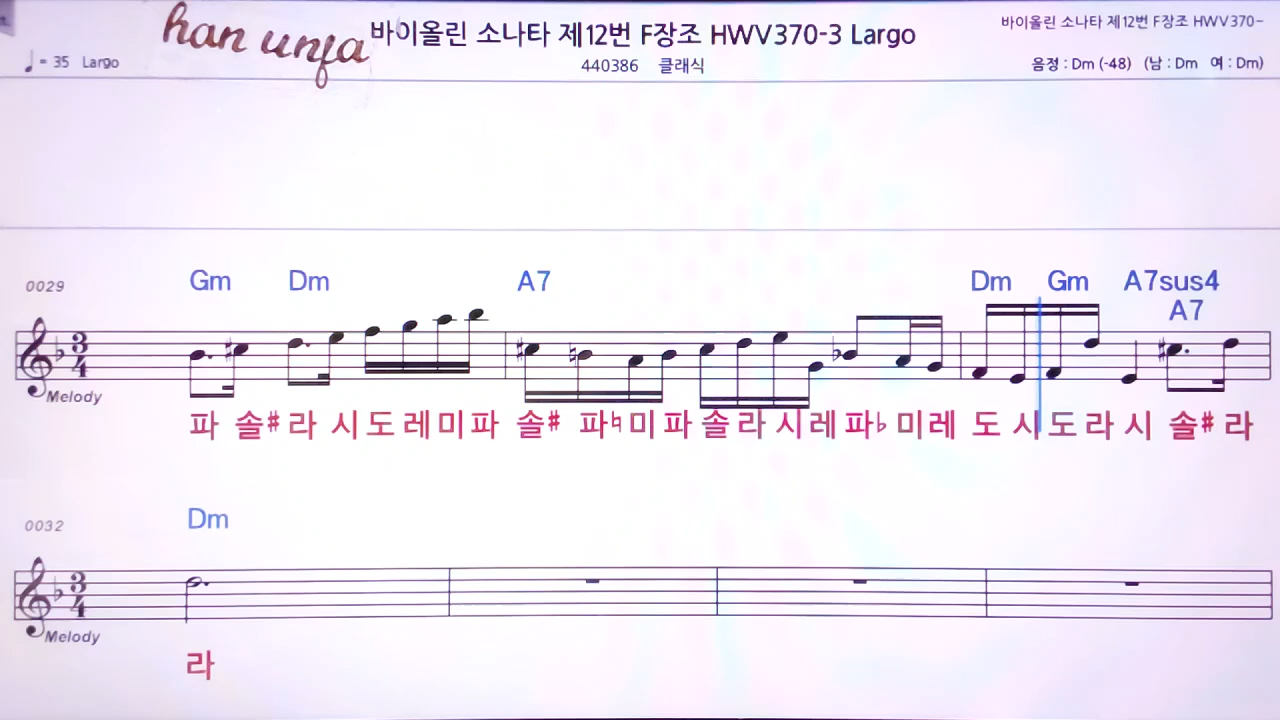 han unja
바이올린 소나타 제12번 F장조 HWV370-3 Largo
바이올린 소나타 제12번 F장조 HWV370-
♩ = 35 Largo
440386 클래식
음정 : Dm (-48) (남 : Dm 여 : Dm)
0029
Gm Dm A7 Dm Gm A7sus4
A7
3
4
Melody
파 솔# 라 시 도 레 미 파 솔# 파♮ 미 파 솔 라 시 레 파♭ 미 레 도 시 도 라 시 솔# 라
0032
Dm
3
4
Melody
라